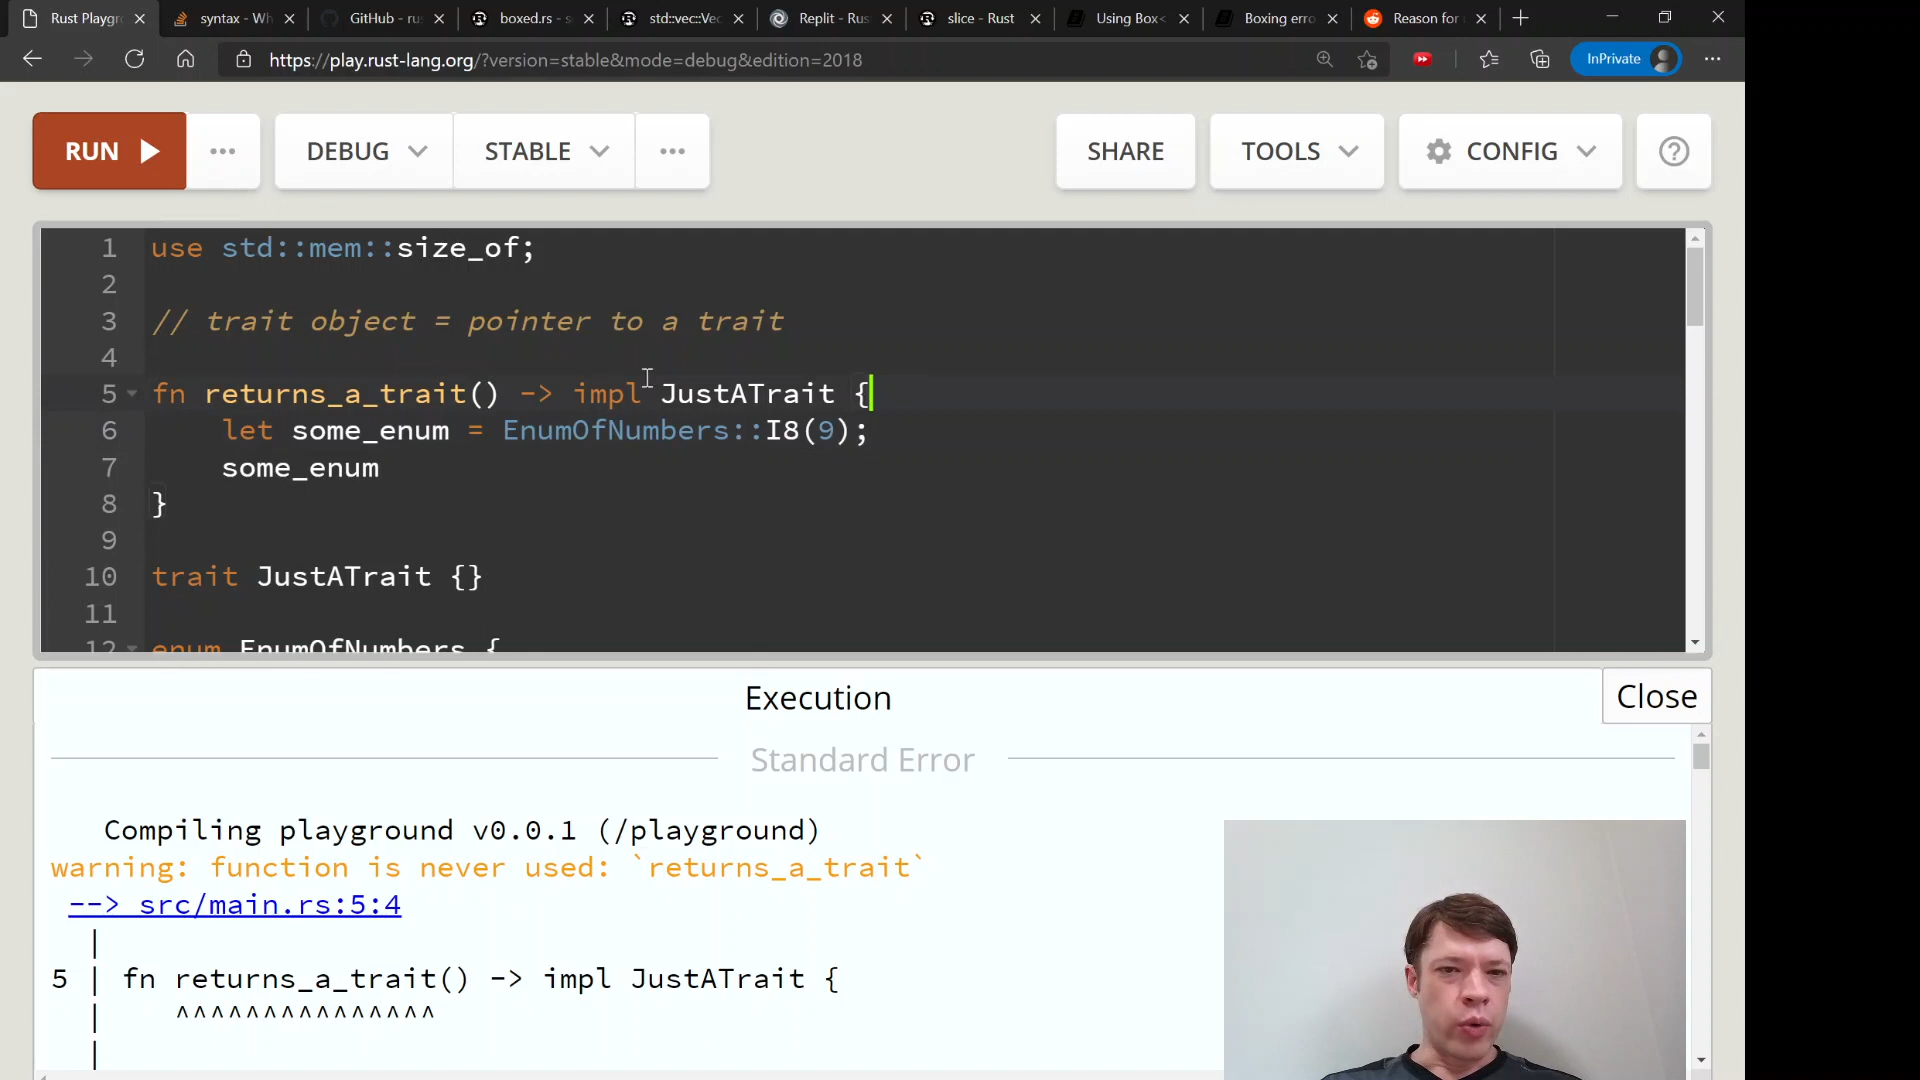 Rust Playgr
syntax - Wh
GitHub - rus
boxed.rs - s
std::vec::Vec
Replit - Rus
slice - Rust
Using Box<
Boxing erro
Reason for
https://play.rust-lang.org/?version=stable&mode=debug&edition=2018
InPrivate
RUN
DEBUG
STABLE
SHARE
TOOLS
CONFIG
1 use std::mem::size_of;
2
3 // trait object = pointer to a trait
4
5 fn returns_a_trait() -> impl JustATrait {
6 let some_enum = EnumOfNumbers::I8(9);
7 some_enum
8 }
9
10 trait JustATrait {}
11
12 enum EnumOfNumbers {
Execution
Close
Standard Error
Compiling playground v0.0.1 (/playground)
warning: function is never used: `returns_a_trait`
--> src/main.rs:5:4
|
5 | fn returns_a_trait() -> impl JustATrait {
| ^^^^^^^^^^^^^^^
|